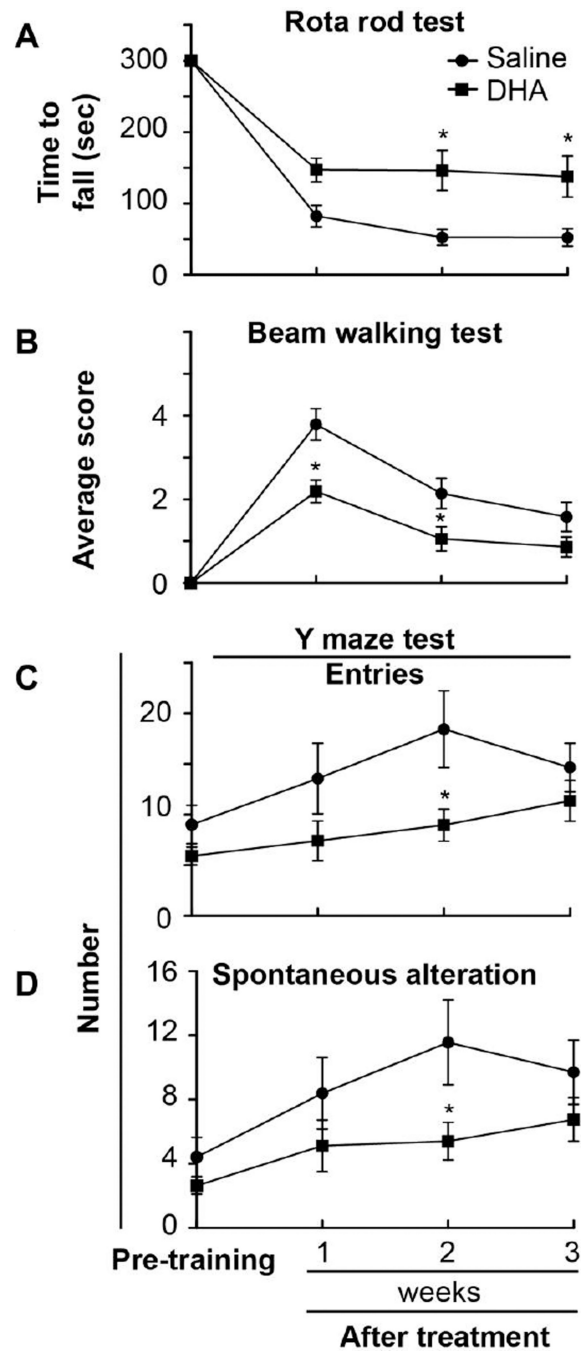 A
Rota rod test
Saline
DHA
Time to
fall (sec)
300
200
100
0
*
*
B
Beam walking test
Average score
4
2
0
*
*
Y maze test
C
Entries
20
10
0
*
Number
D
Spontaneous alteration
16
12
8
4
0
*
Pre-training
1 2 3
weeks
After treatment